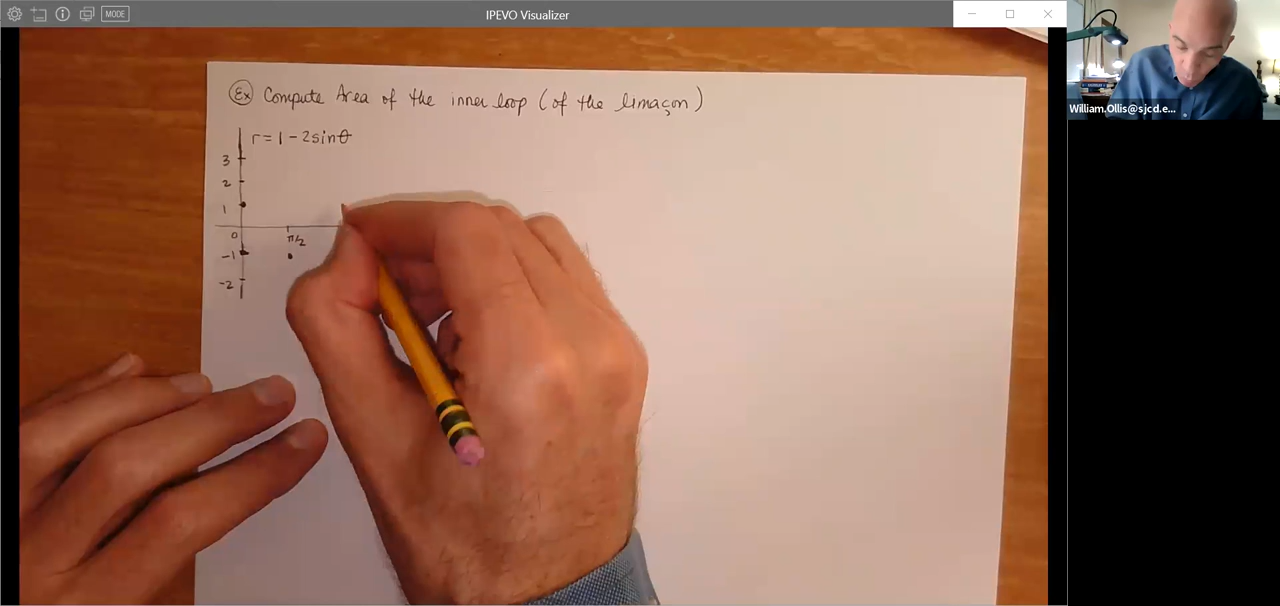 MODE
IPEVO Visualizer
Ex Compute Area of the inner loop (of the limaçon)
r = 1 - 2sinθ
3
2
1
0
π/2
-1
-2
William.Ollis@sjcd.e...